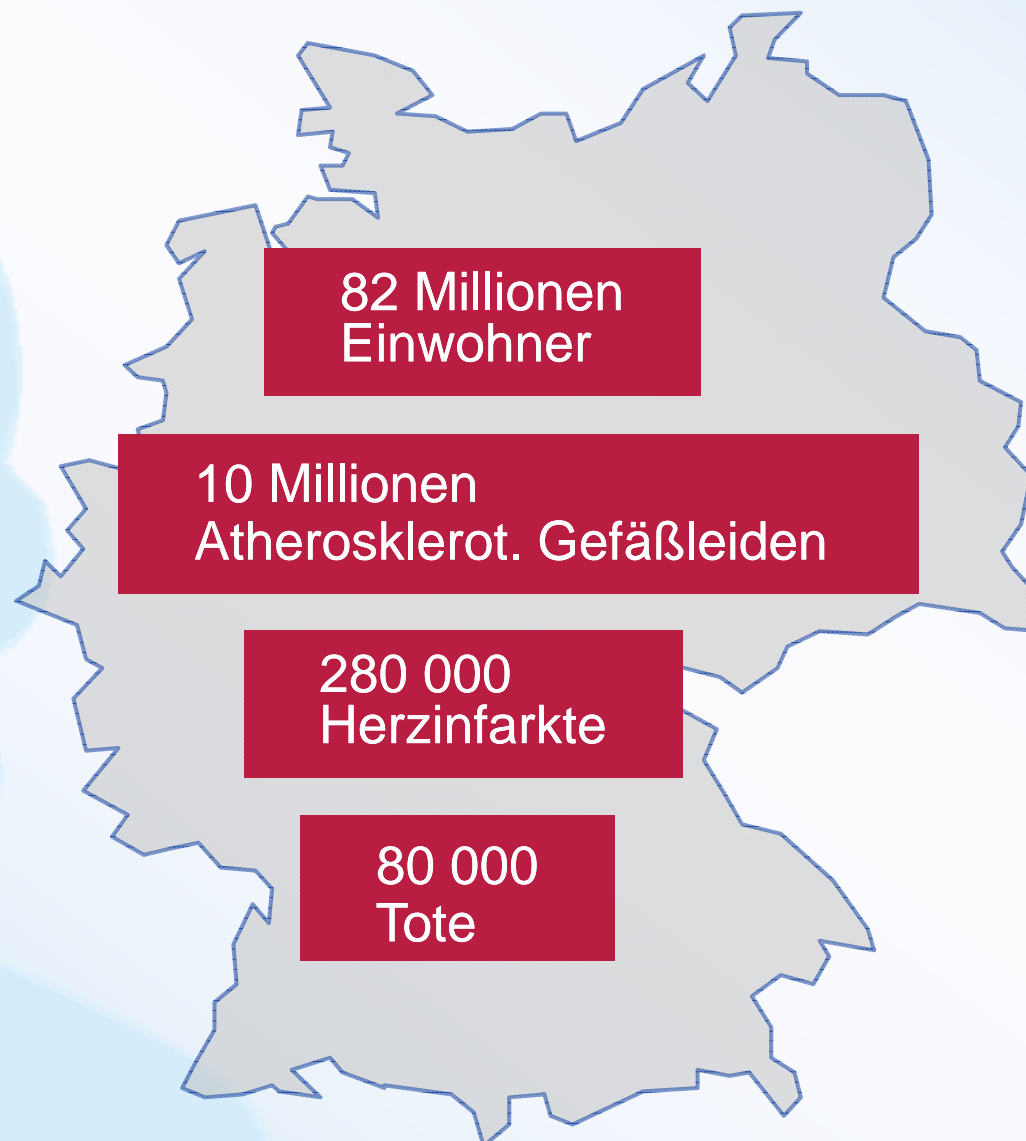 82 Millionen
Einwohner
10 Millionen
Atherosklerot. Gefäßleiden
280 000
Herzinfarkte
80 000
Tote